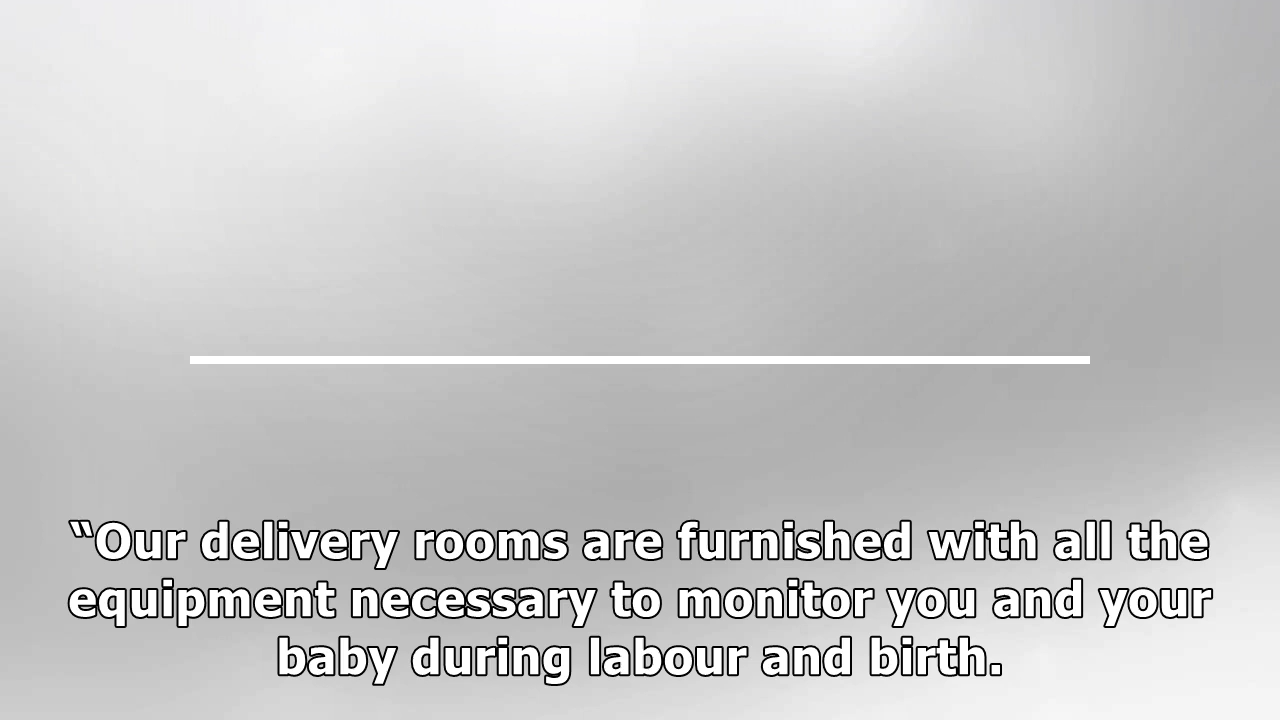 “Our delivery rooms are furnished with all the
equipment necessary to monitor you and your
baby during labour and birth.